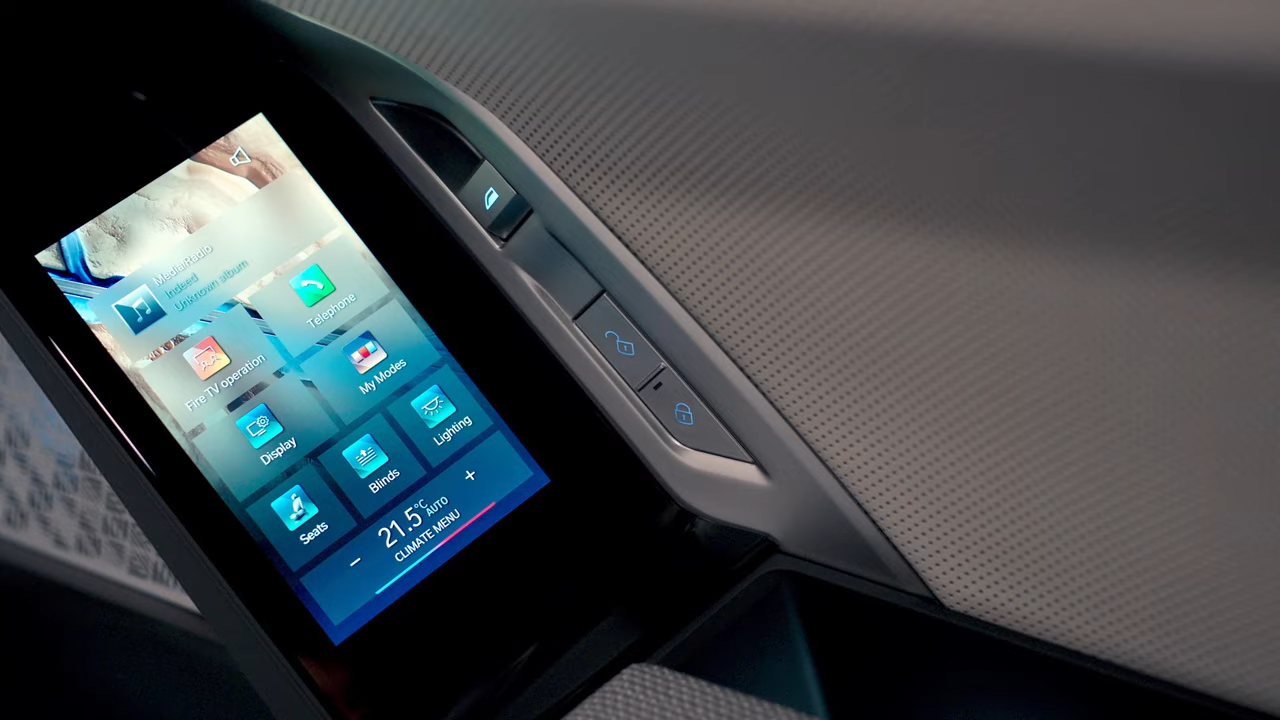 Media/Radio
Indeed
Unknown album
Telephone
Fire TV operation
My Modes
Display
Blinds
Lighting
Seats
− 21.5°C AUTO +
CLIMATE MENU